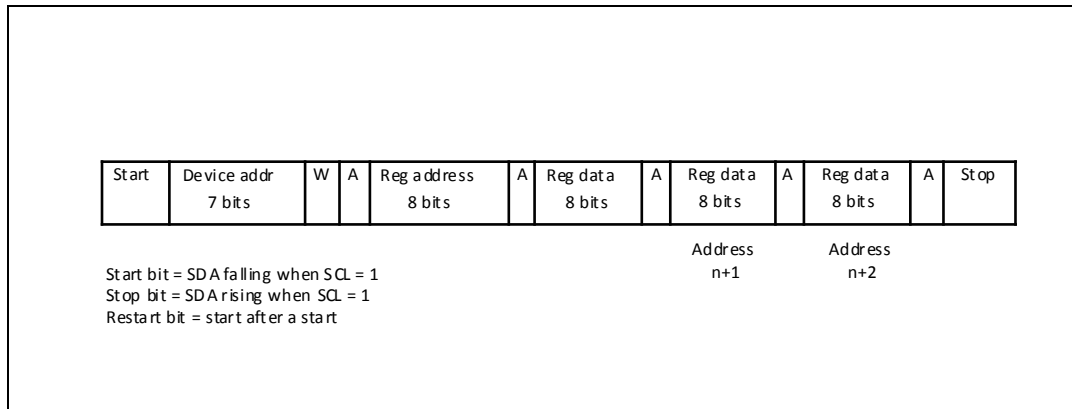 Start Device addr W A Reg address A Reg data A Reg data A Reg data A Stop
7 bits 8 bits 8 bits 8 bits 8 bits
Address Address
n+1 n+2
Start bit = SDA falling when SCL = 1
Stop bit = SDA rising when SCL = 1
Restart bit = start after a start